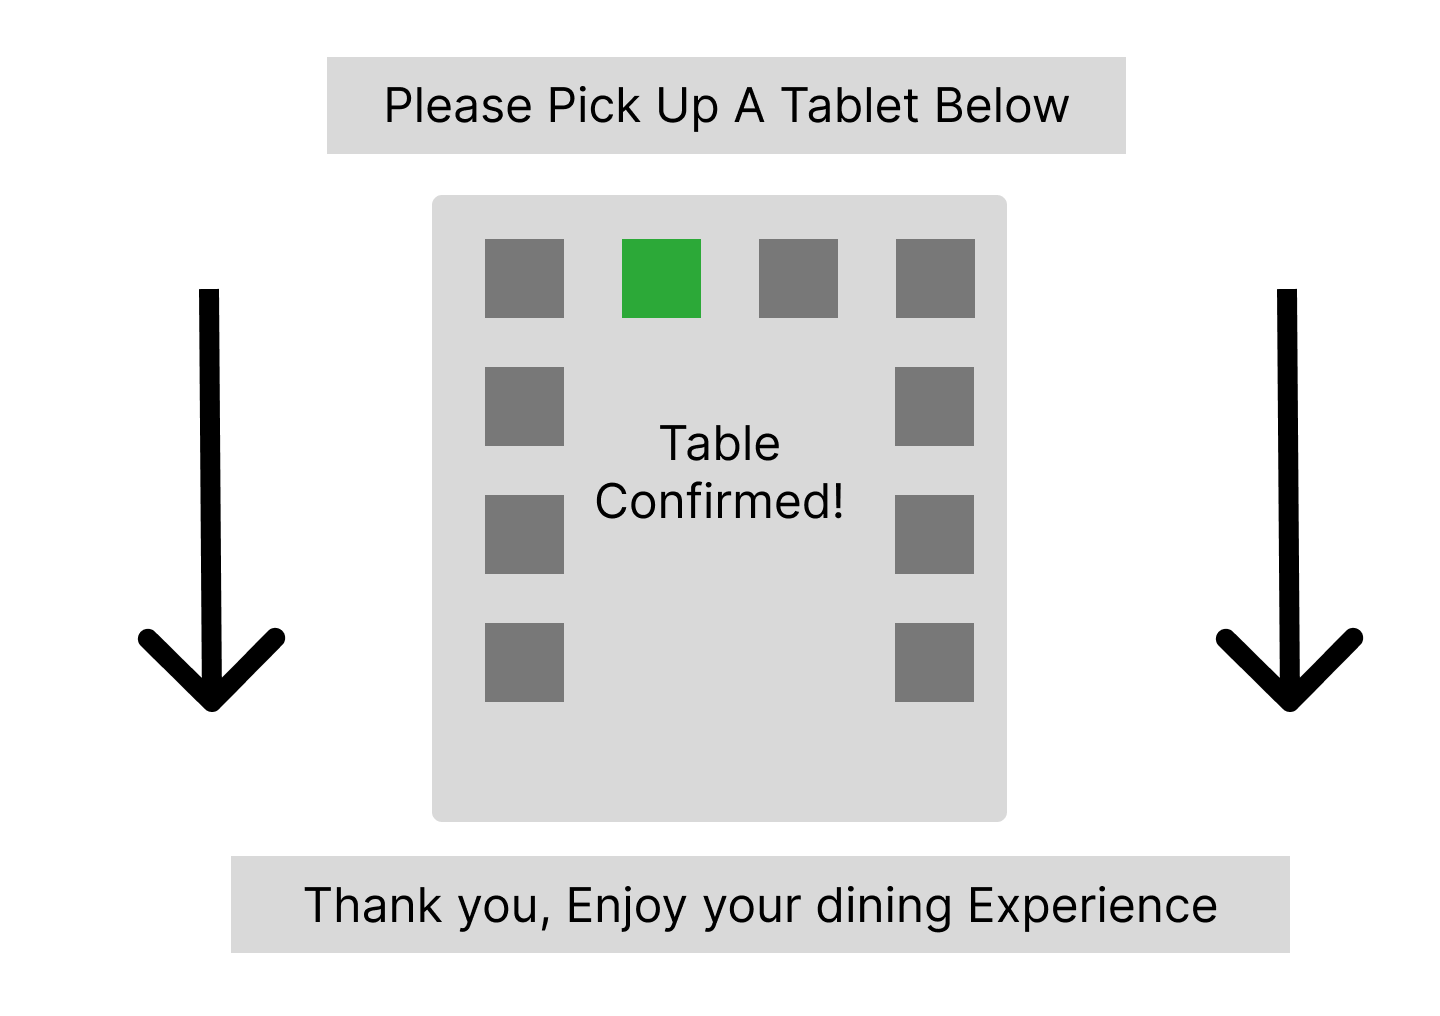 Please Pick Up A Tablet Below
Table
Confirmed!
Thank you, Enjoy your dining Experience